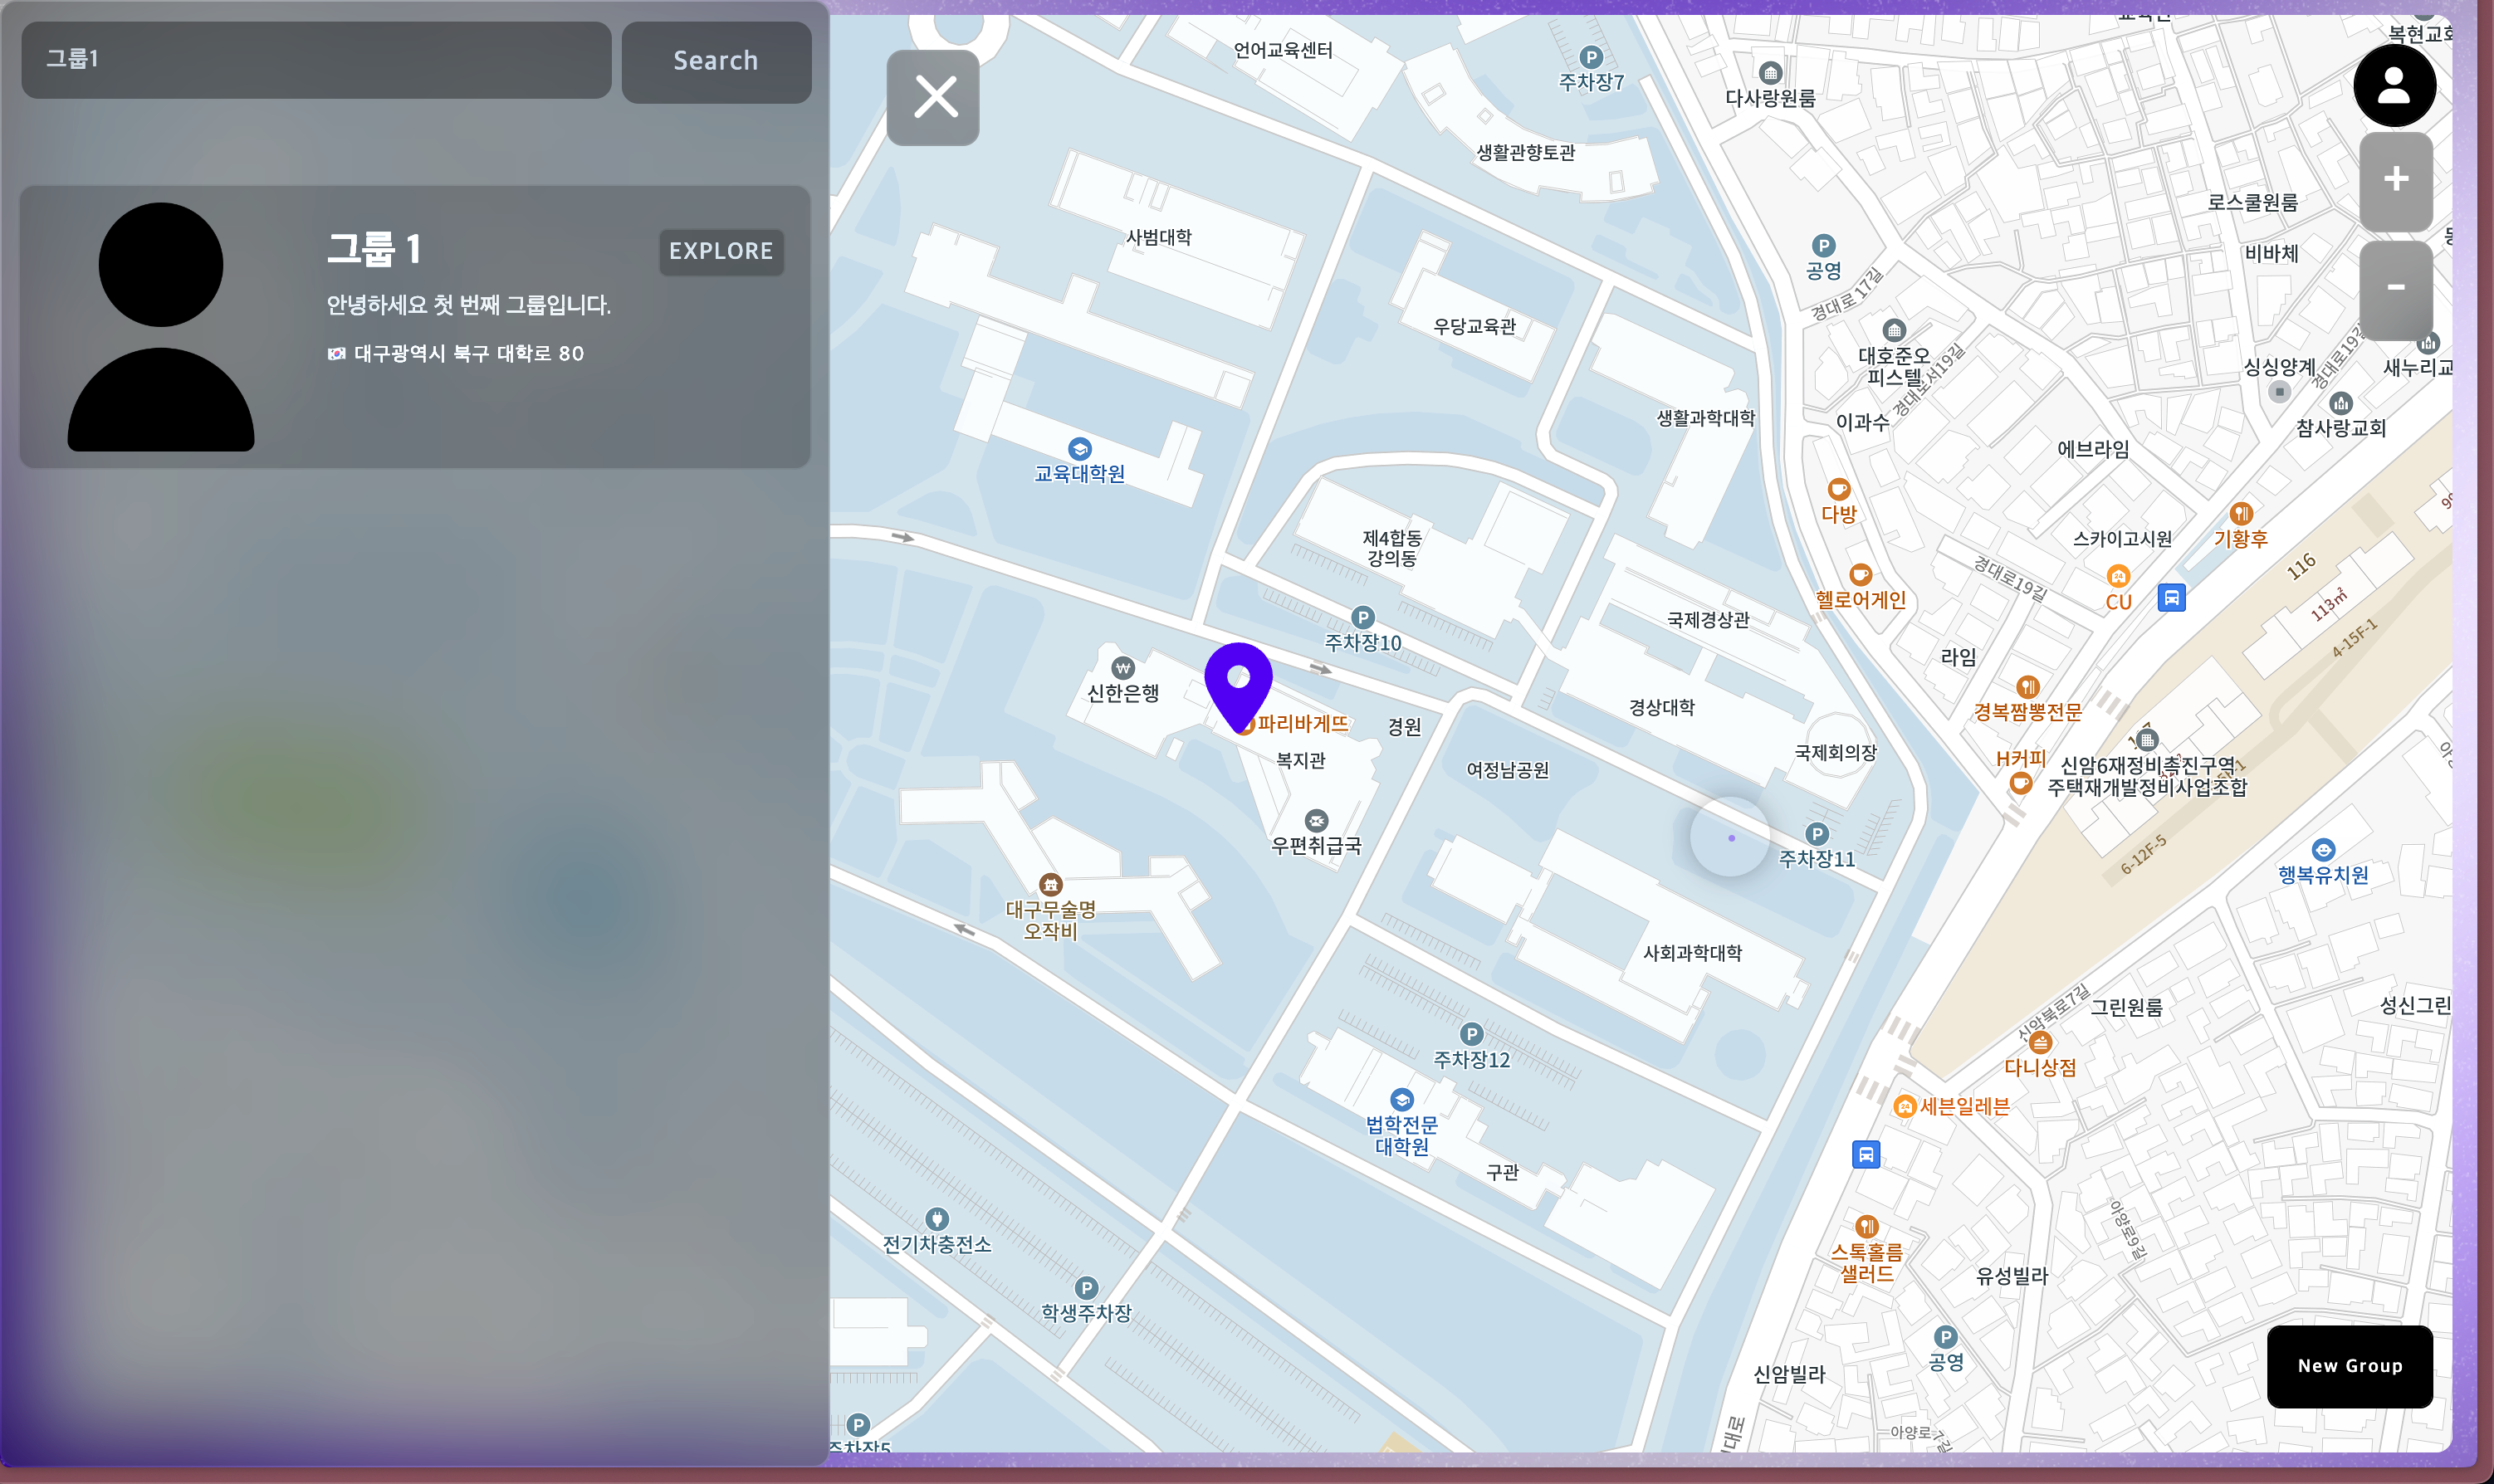 그룹1
Search
그룹 1
EXPLORE
안녕하세요 첫 번째 그룹입니다.
🇰🇷 대구광역시 북구 대학로 80
언어교육센터
P
주차장7
다사랑원룸
복현교회
생활관향토관
+
-
로스쿨원룸
비바체
사범대학
P
공영
경대로17길
우당교육관
대호준오
피스텔
경대로서19길
경대로19길
싱싱양계
새누리교
참사랑교회
생활과학대학
이과수
에브라임
교육대학원
다방
기황후
제4합동
강의동
스카이고시원
116
헬로어게인
경대로19길
24
CU
113㎡
국제경상관
P
주차장10
4-15F-1
라임
신한은행
경복짬뽕전문
경상대학
파리바게뜨
경원
국제회의장
복지관
여정남공원
H커피
신암6재정비촉진구역
주택재개발정비사업조합
우편취급국
P
주차장11
6-12F-5
행복유치원
대구무술명
오작비
사회과학대학
신암북로7길
그린원룸
성신그린
P
주차장12
다니상점
24
세븐일레븐
법학전문
대학원
구관
전기차충전소
아양로9길
스톡홀름
샐러드
유성빌라
P
학생주차장
P
공영
New Group
신암빌라
P
주차장5
아양로7길
대로